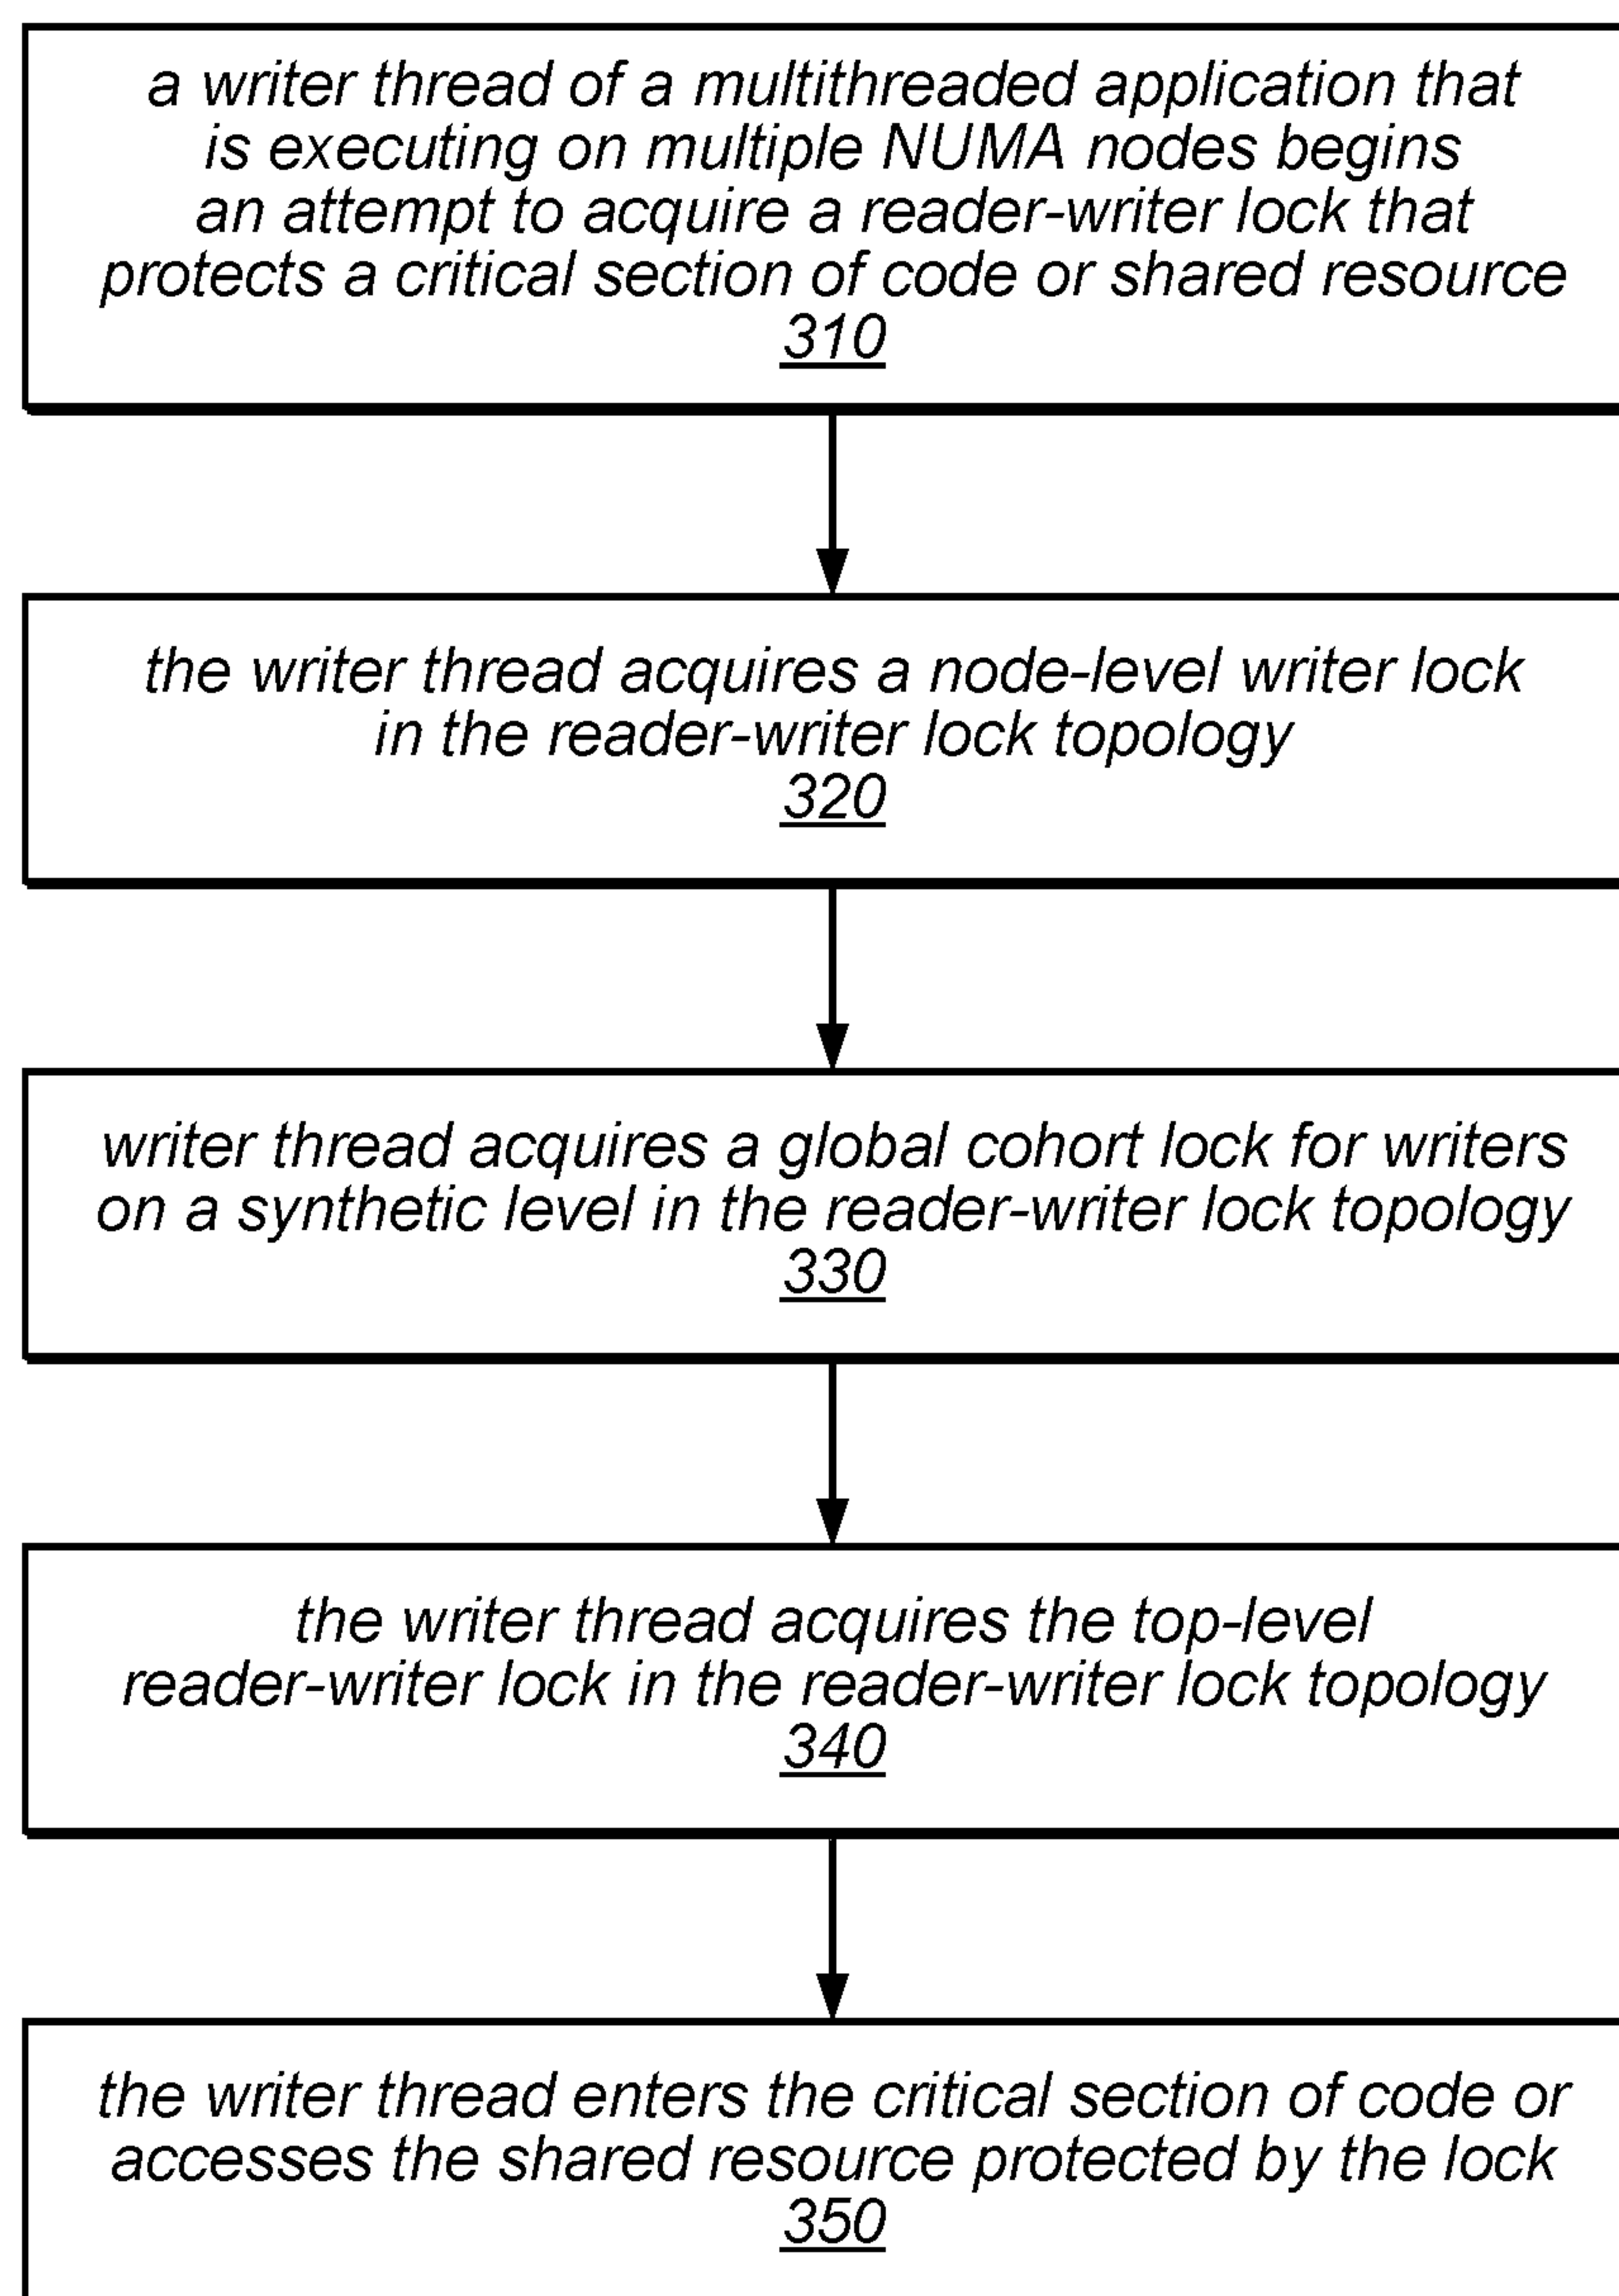 a writer thread of a multithreaded application that
is executing on multiple NUMA nodes begins
an attempt to acquire a reader-writer lock that
protects a critical section of code or shared resource
310
the writer thread acquires a node-level writer lock
in the reader-writer lock topology
320
writer thread acquires a global cohort lock for writers
on a synthetic level in the reader-writer lock topology
330
the writer thread acquires the top-level
reader-writer lock in the reader-writer lock topology
340
the writer thread enters the critical section of code or
accesses the shared resource protected by the lock
350